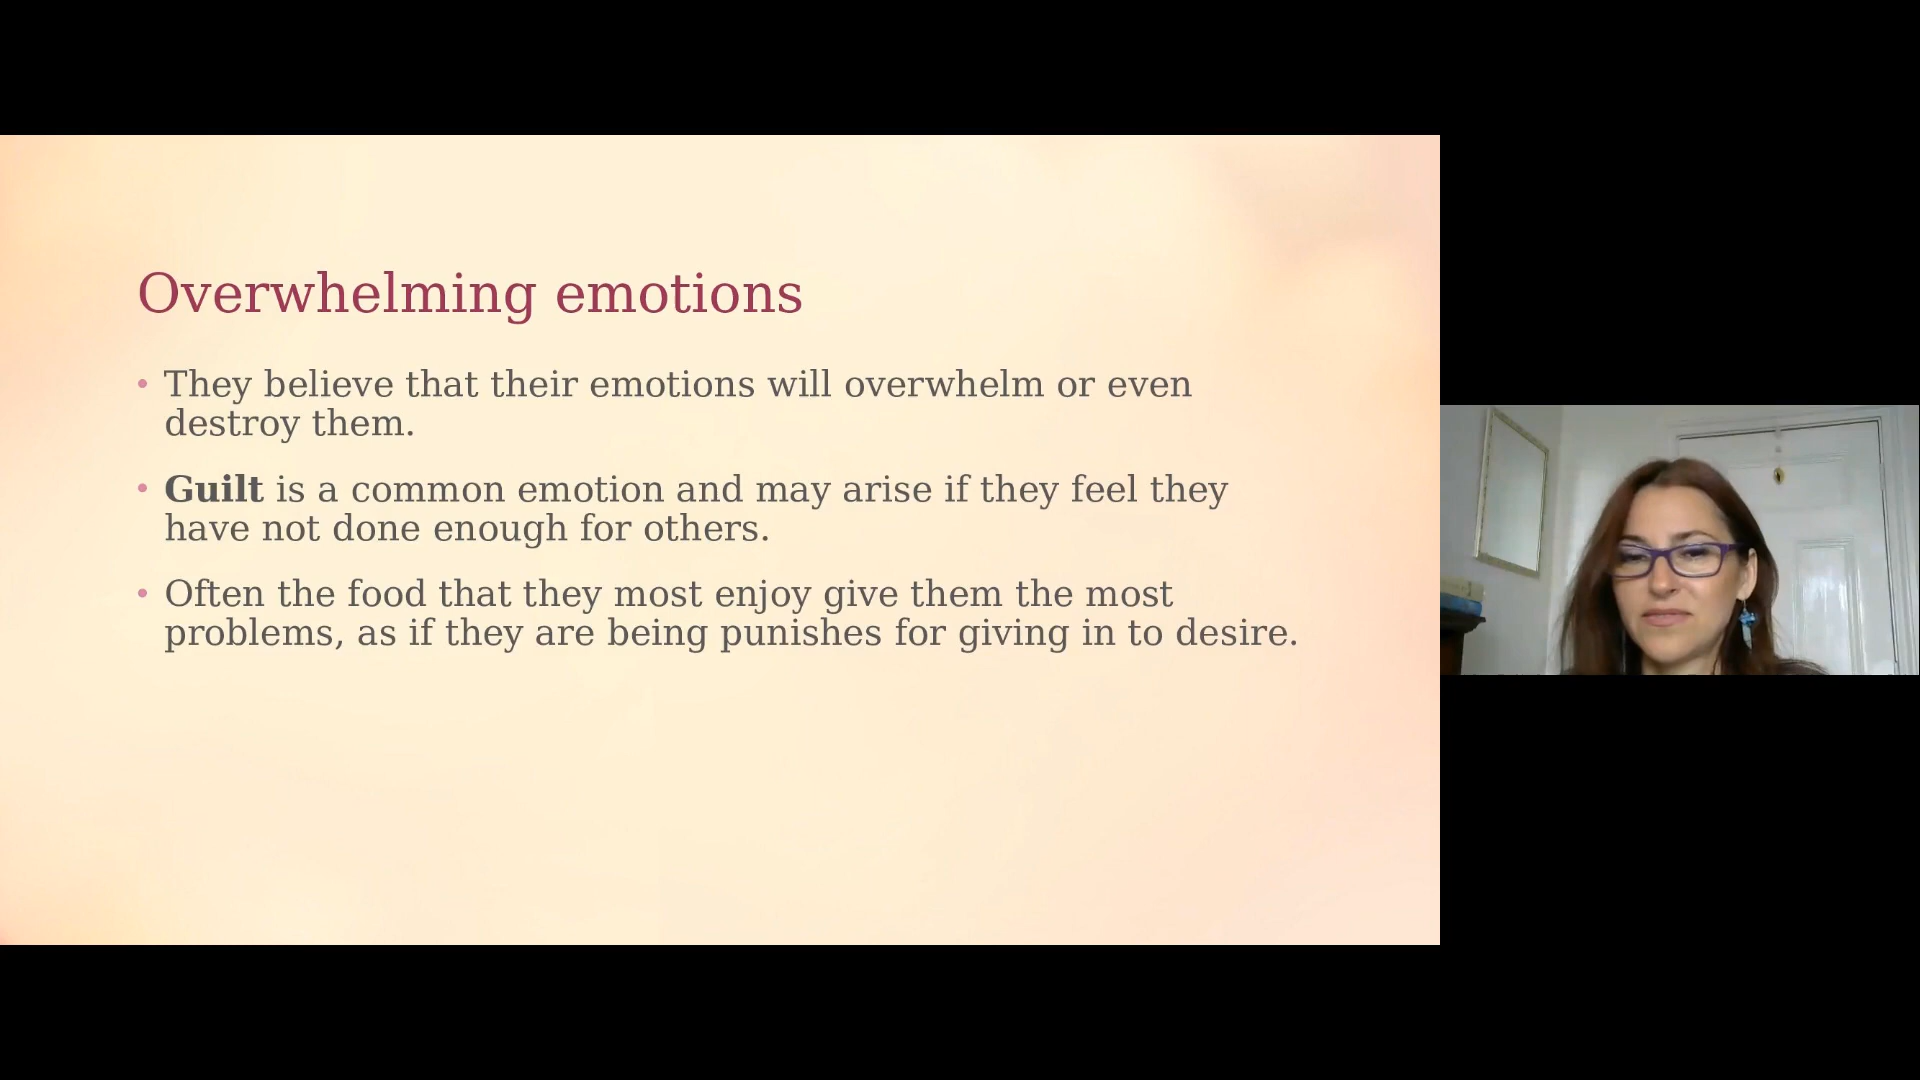 Overwhelming emotions
• They believe that their emotions will overwhelm or even
destroy them.
• Guilt is a common emotion and may arise if they feel they
have not done enough for others.
• Often the food that they most enjoy give them the most
problems, as if they are being punishes for giving in to desire.